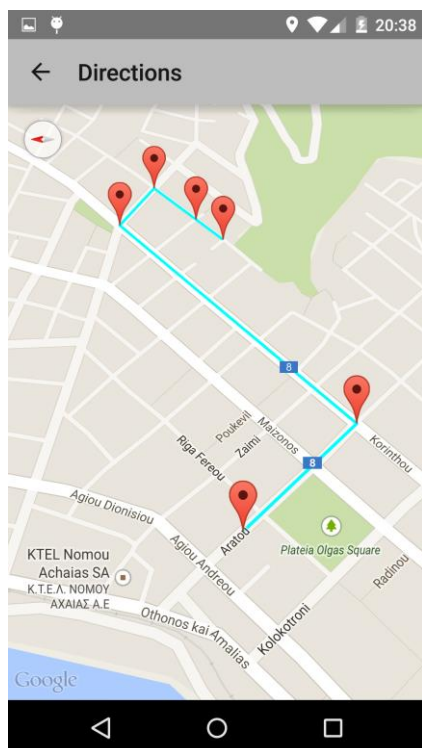 20:38
Directions
8
Poukevil
Maizonos
Zaimi
Korinthou
Riga Fereou
8
Agiou Dionisiou
Aratou
Plateia Olgas Square
Agiou Andreou
KTEL Nomou
Achaias SA
Κ.Τ.Ε.Λ. ΝΟΜΟΥ
ΑΧΑΙΑΣ Α.Ε
Radinou
Othonos kai Amalias
Kolokotroni
Google